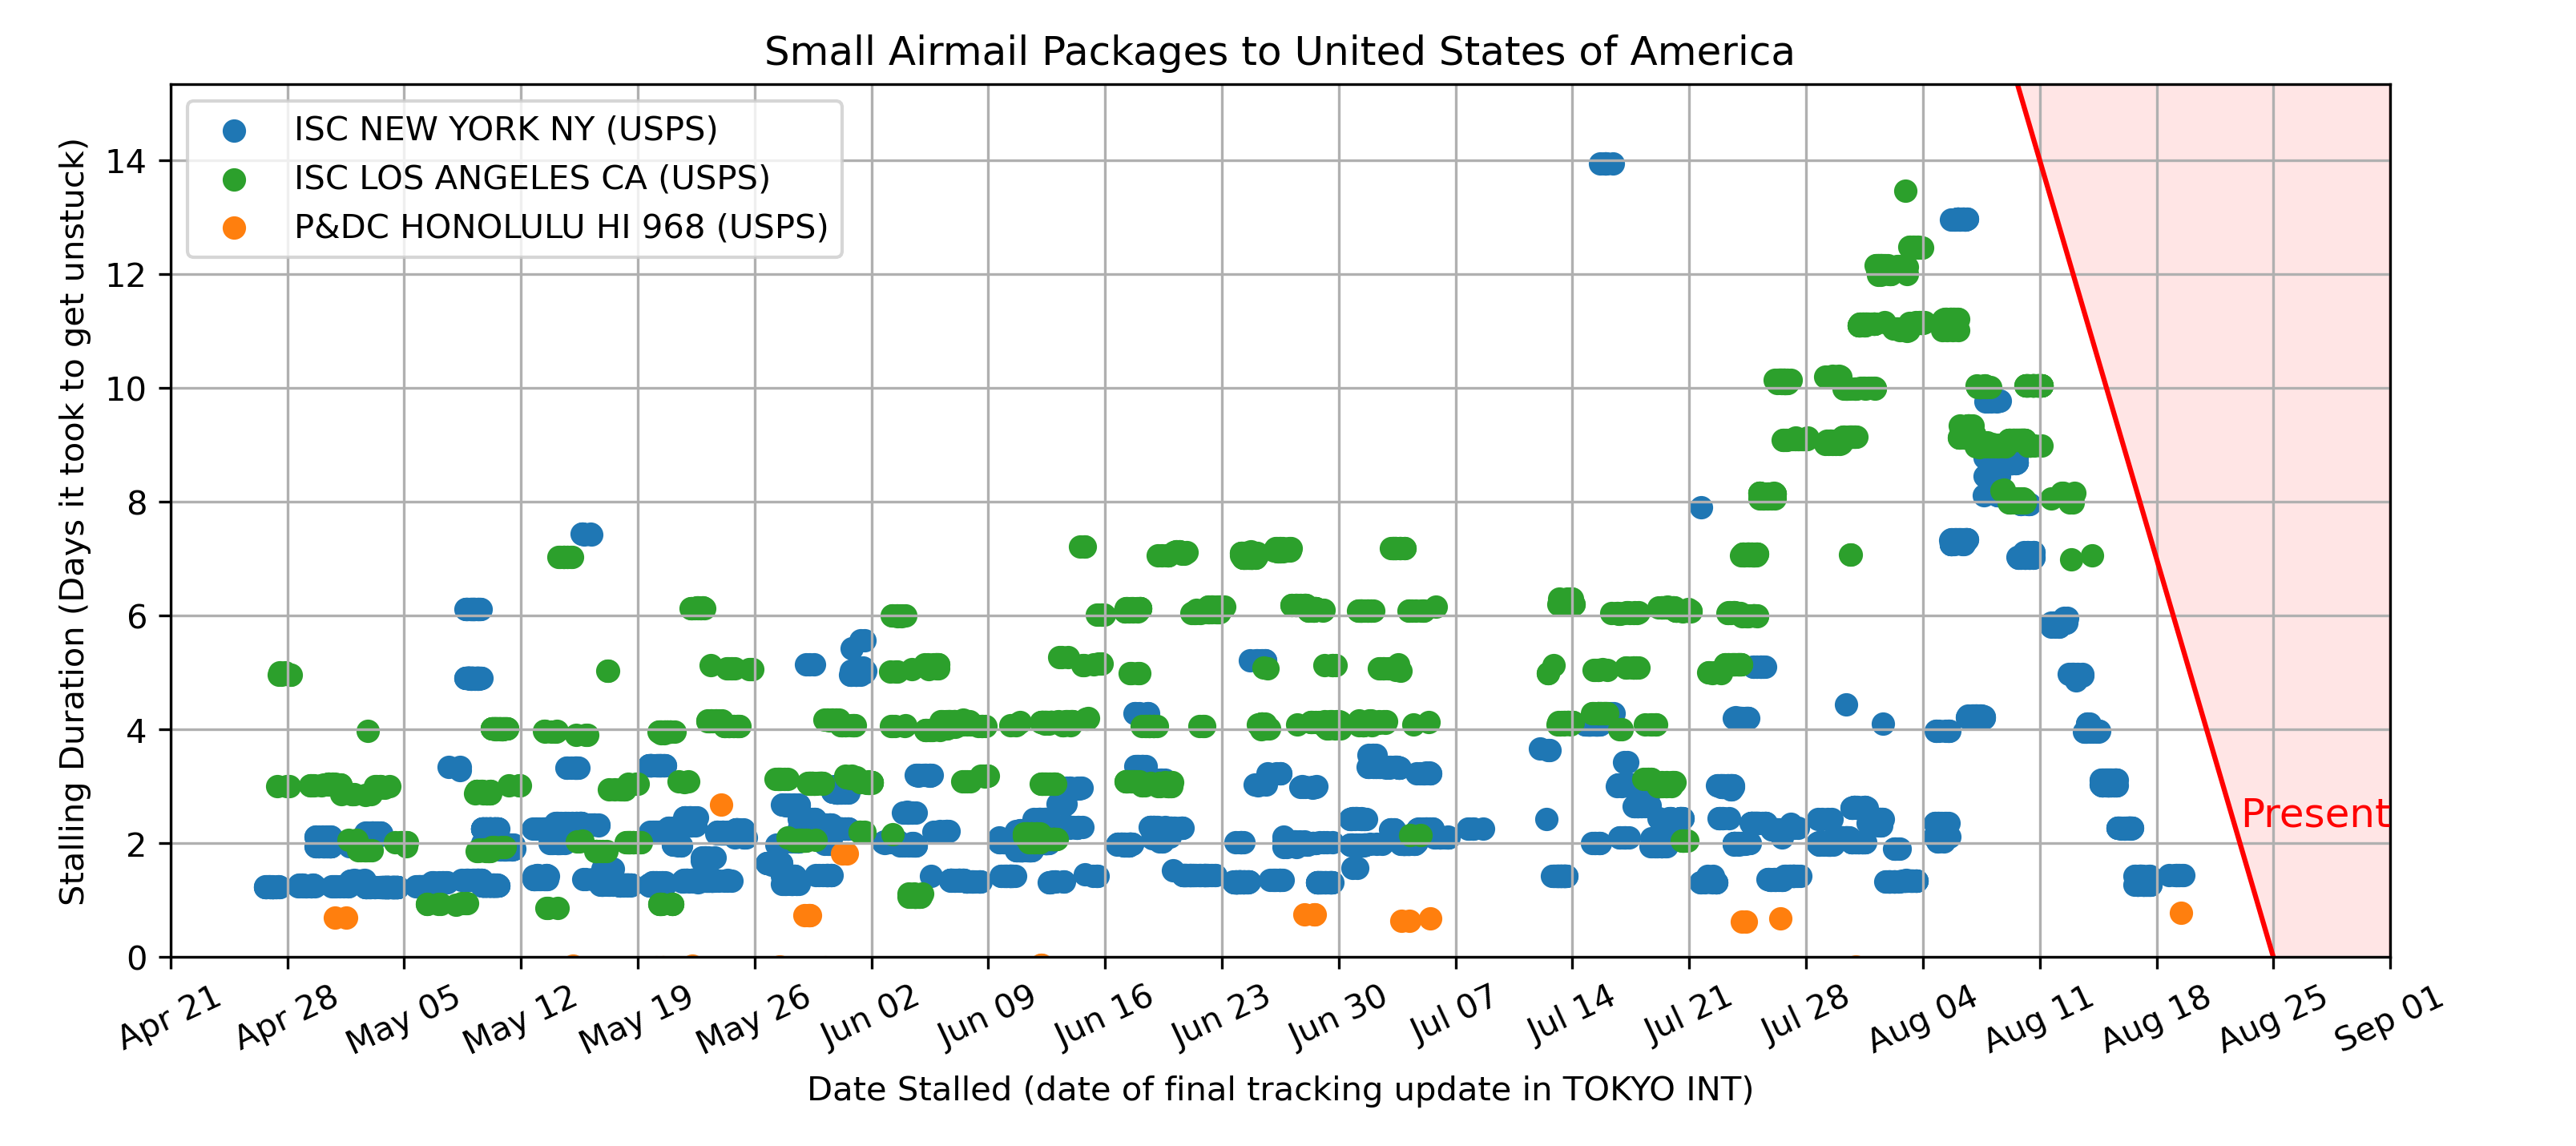 Small Airmail Packages to United States of America
ISC NEW YORK NY (USPS)
ISC LOS ANGELES CA (USPS)
P&DC HONOLULU HI 968 (USPS)
Stalling Duration (Days it took to get unstuck)
14
12
10
8
6
4
2
0
Present
Apr 21
Apr 28
May 05
May 12
May 19
May 26
Jun 02
Jun 09
Jun 16
Jun 23
Jun 30
Jul 07
Jul 14
Jul 21
Jul 28
Aug 04
Aug 11
Aug 18
Aug 25
Sep 01
Date Stalled (date of final tracking update in TOKYO INT)